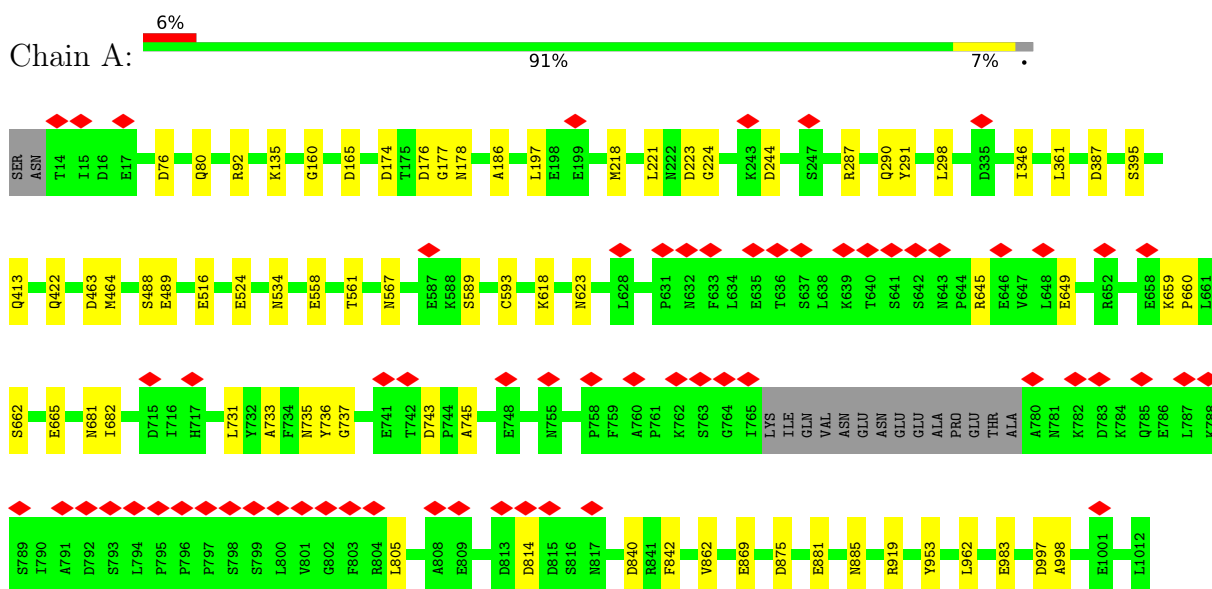 6%
Chain A:
91% 7% •
SER ASN T14 I15 D16 E17 D76 Q80 R92 K135 G160 D165 D174 T175 D176 G177 N178 A186 L197 E198 E199 M218 L221 N222 D223 G224 K243 D244 S247 R287 Q290 Y291 L298 D335 I346 L361 D387 S395
Q413 Q422 D463 M464 S488 E489 E516 E524 N534 E558 T561 N567 E587 K588 S589 C593 K618 N623 L628 P631 N632 F633 L634 E635 T636 S637 L638 K639 T640 S641 S642 N643 P644 R645 E646 V647 L648 E649 R652 E658 K659 P660 L661
S662 E665 N681 I682 D715 I716 H717 L731 Y732 A733 F734 N735 Y736 G737 E741 T742 D743 P744 A745 E748 N755 P758 F759 A760 P761 K762 S763 G764 I765 LYS ILE GLN VAL ASN GLU ASN GLU GLU ALA PRO GLU THR ALA A780 N781 K782 D783 K784 Q785 E786 L787 K788
S789 I790 A791 D792 S793 L794 P795 P796 P797 S798 S799 L800 V801 G802 F803 R804 L805 A808 E809 D813 D814 D815 S816 N817 D840 R841 F842 V862 E869 D875 E881 N885 R919 Y953 L962 E983 D997 A998 E1001 L1012